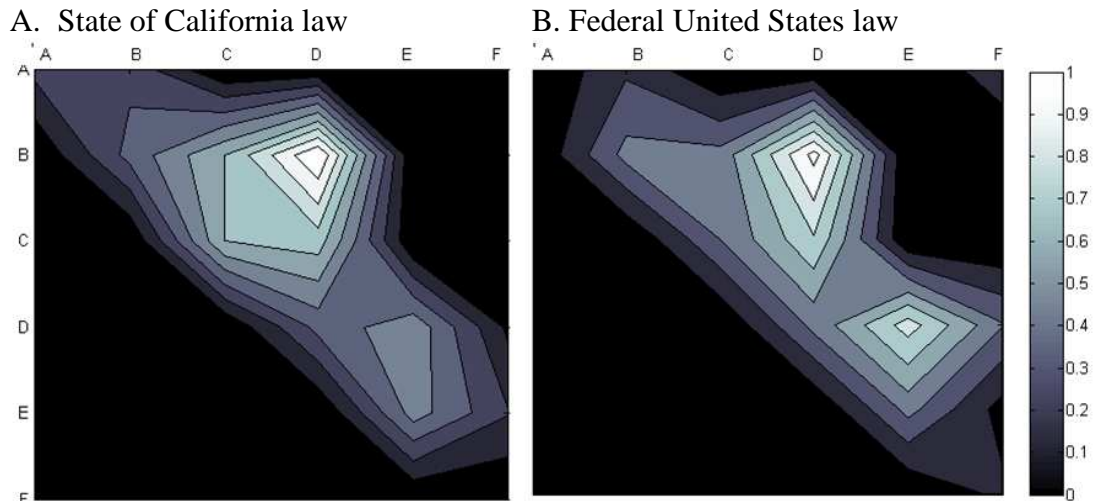 A. State of California law
B. Federal United States law
A B C D E F
A
B
C
D
E
F
A B C D E F
1
0.9
0.8
0.7
0.6
0.5
0.4
0.3
0.2
0.1
0